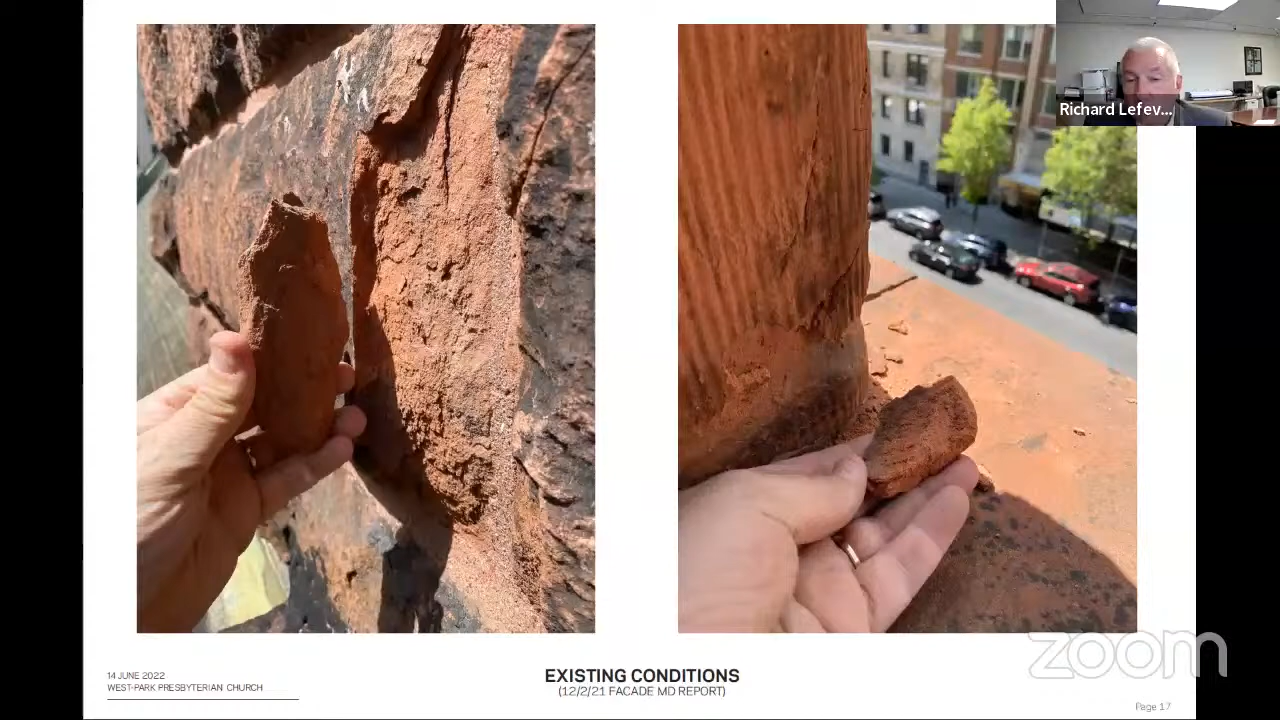 Richard Lefev...
14 JUNE 2022
WEST-PARK PRESBYTERIAN CHURCH
EXISTING CONDITIONS
(12/2/21 FACADE MD REPORT)
zoom
Page 17